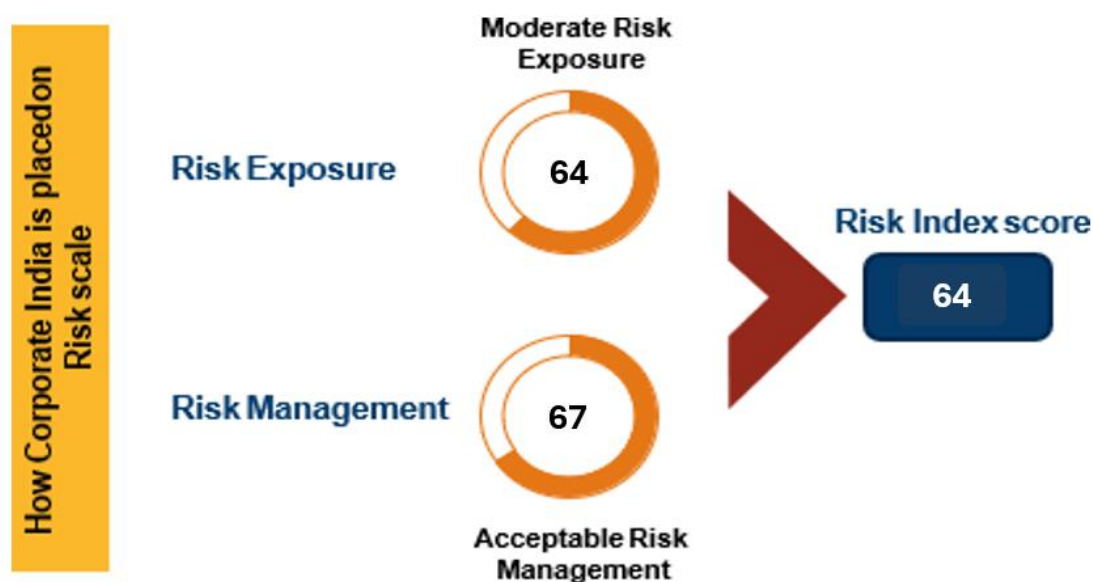 How Corporate India is placedon
Risk scale
Moderate Risk
Exposure
Risk Exposure
64
Risk Management
67
Acceptable Risk
Management
Risk Index score
64